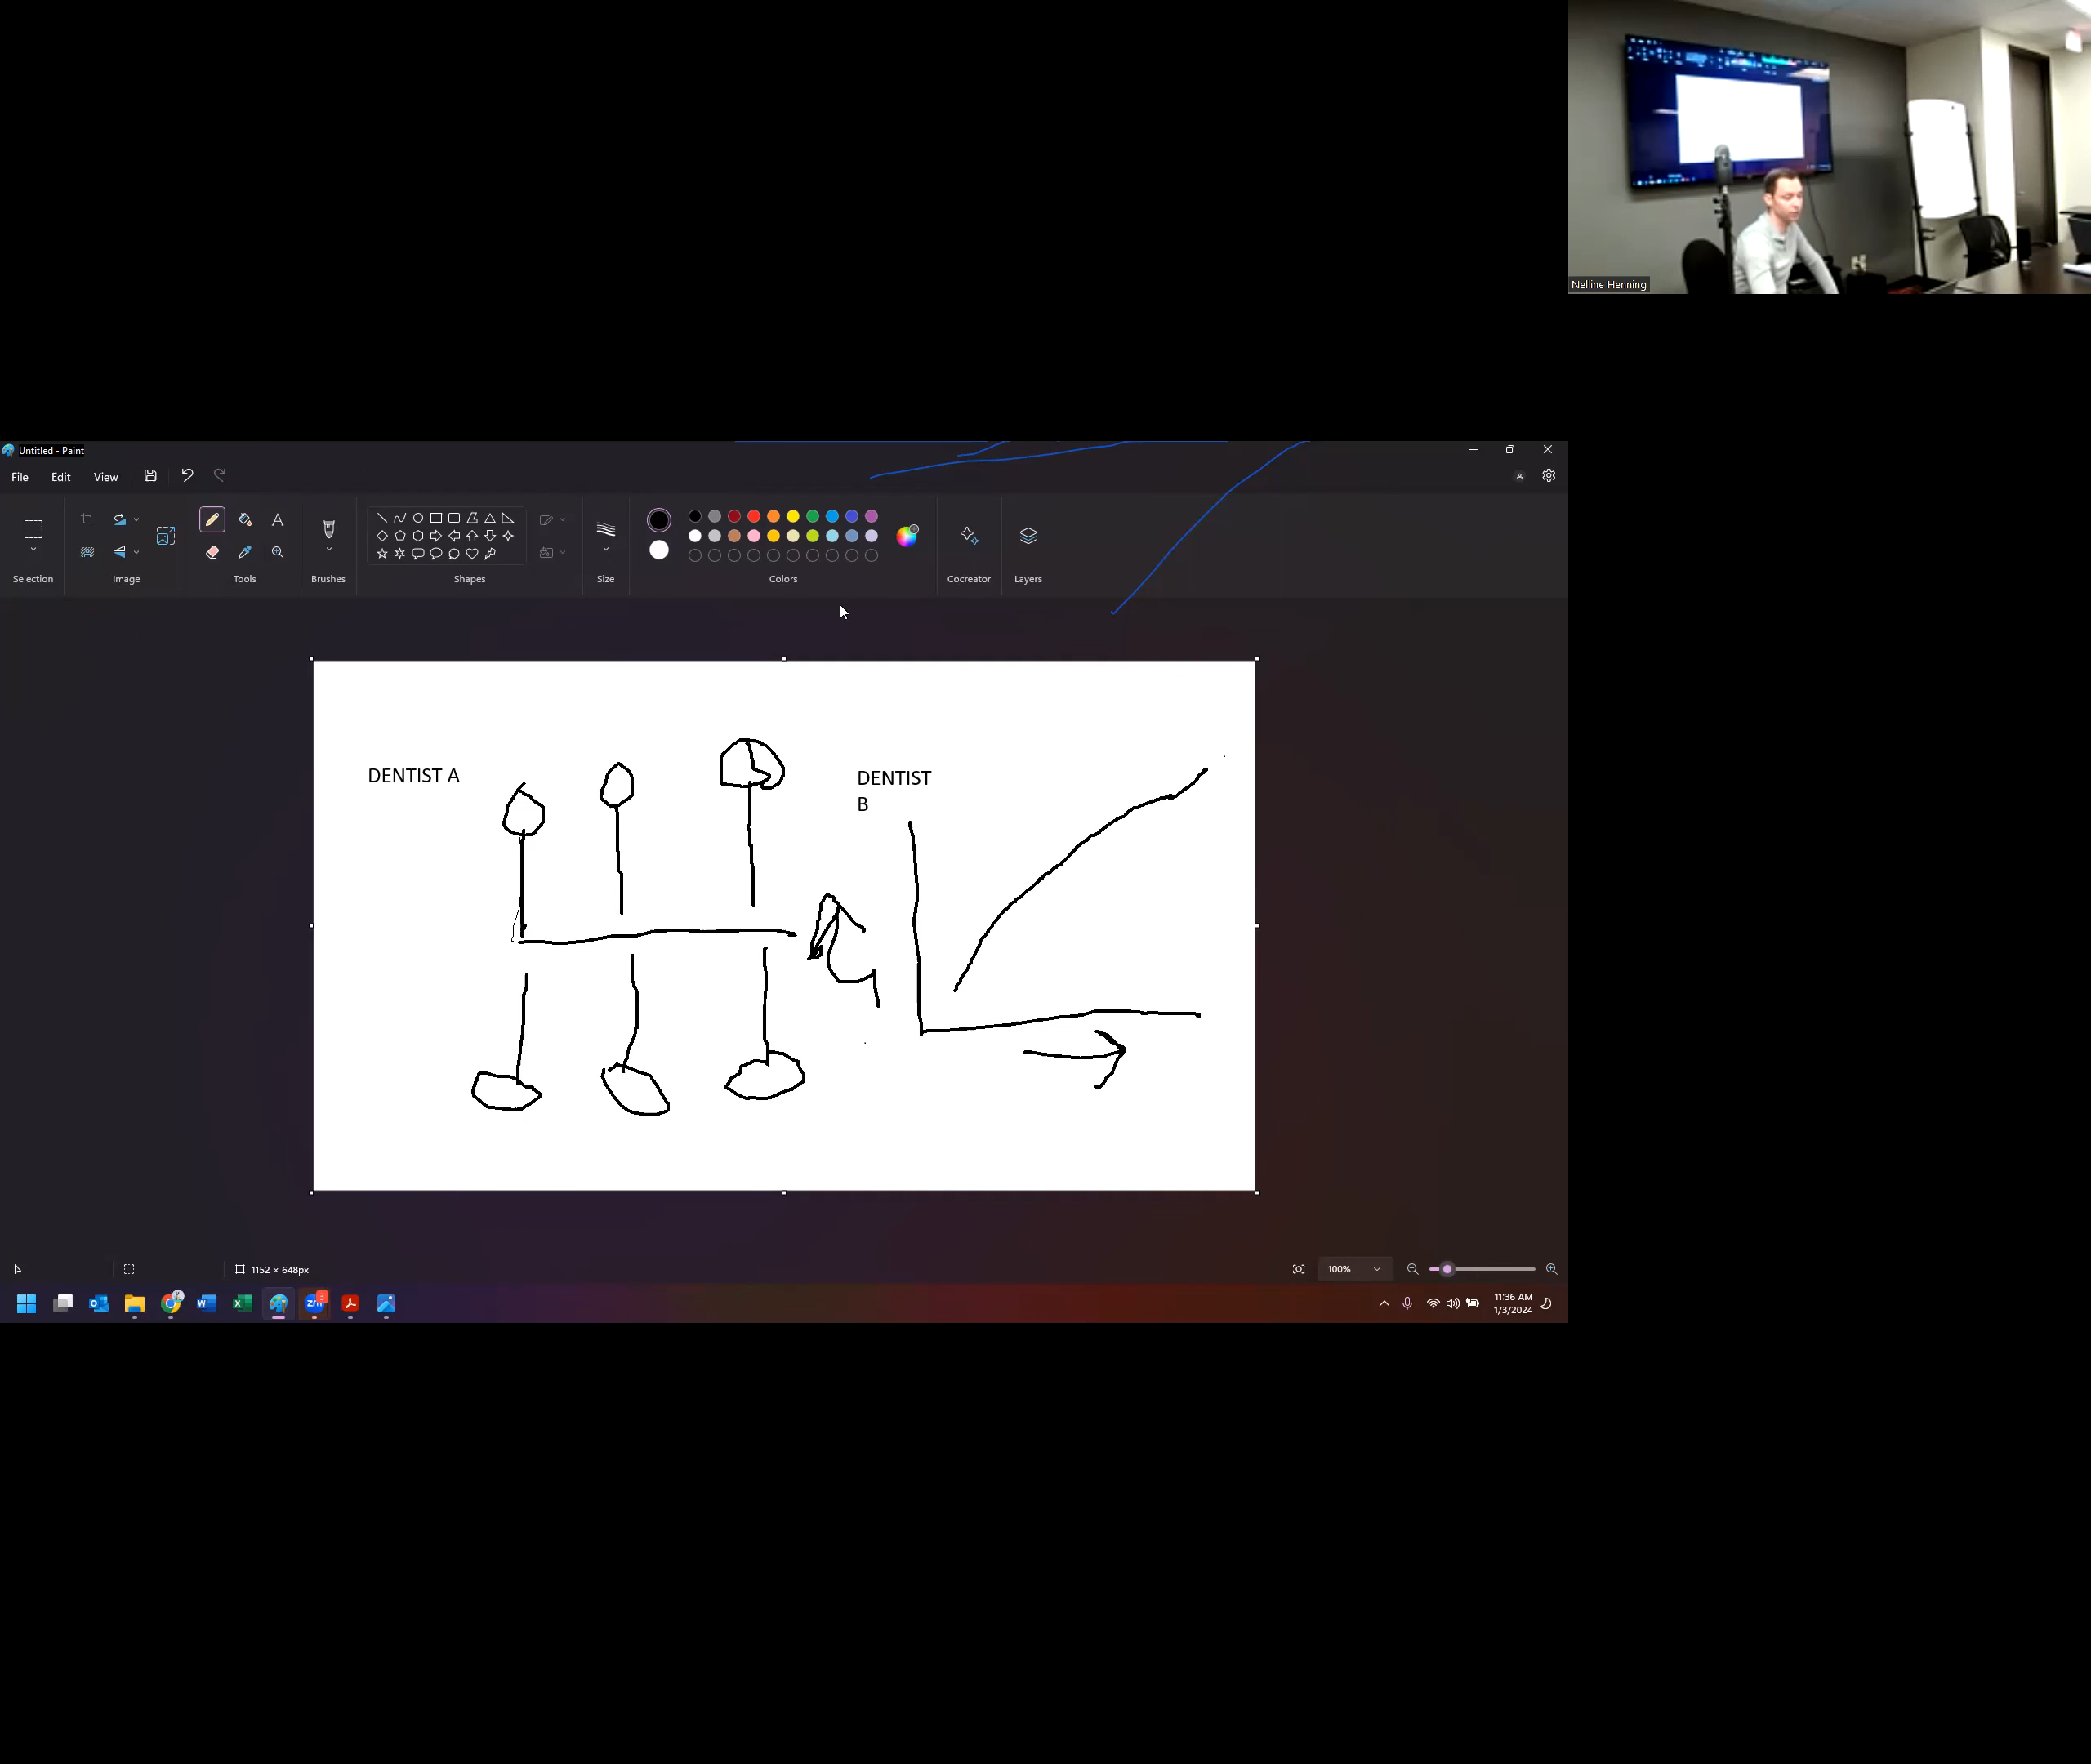 Nelline Henning
Untitled - Paint
File Edit View
Selection Image Tools Brushes Shapes Size Colors Cocreator Layers
DENTIST A
DENTIST
B
1152 × 648px
100%
11:36 AM
1/3/2024